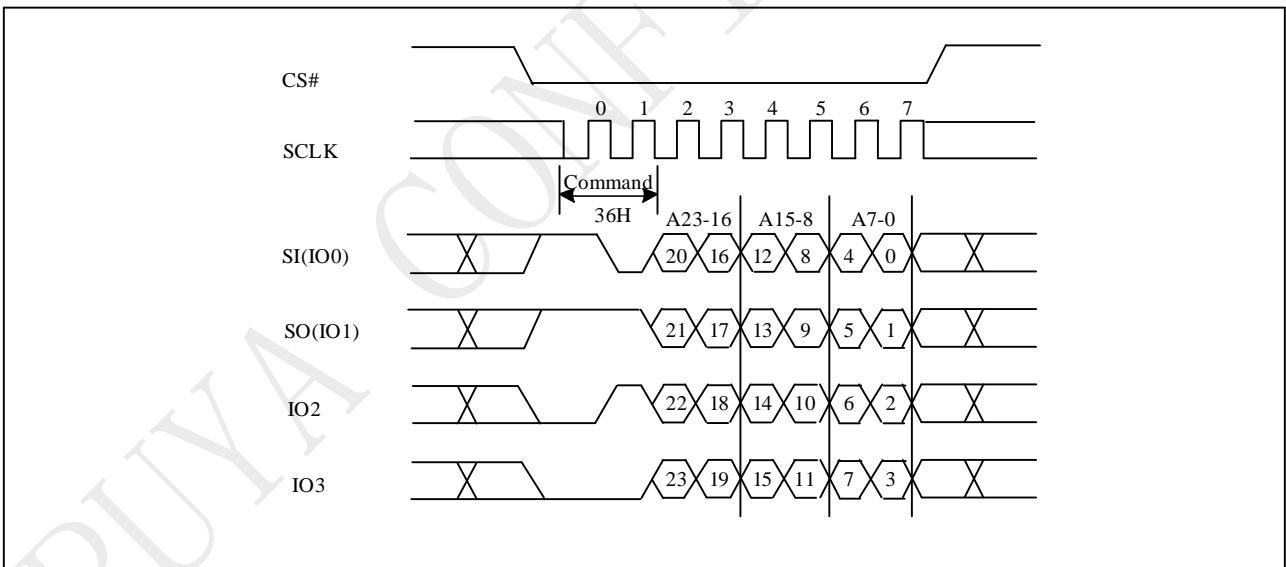 CS#
0 1 2 3 4 5 6 7
SCLK
Command
36H
A23-16 A15-8 A7-0
SI(IO0) 20 16 12 8 4 0
SO(IO1) 21 17 13 9 5 1
IO2 22 18 14 10 6 2
IO3 23 19 15 11 7 3
PUYA CONF